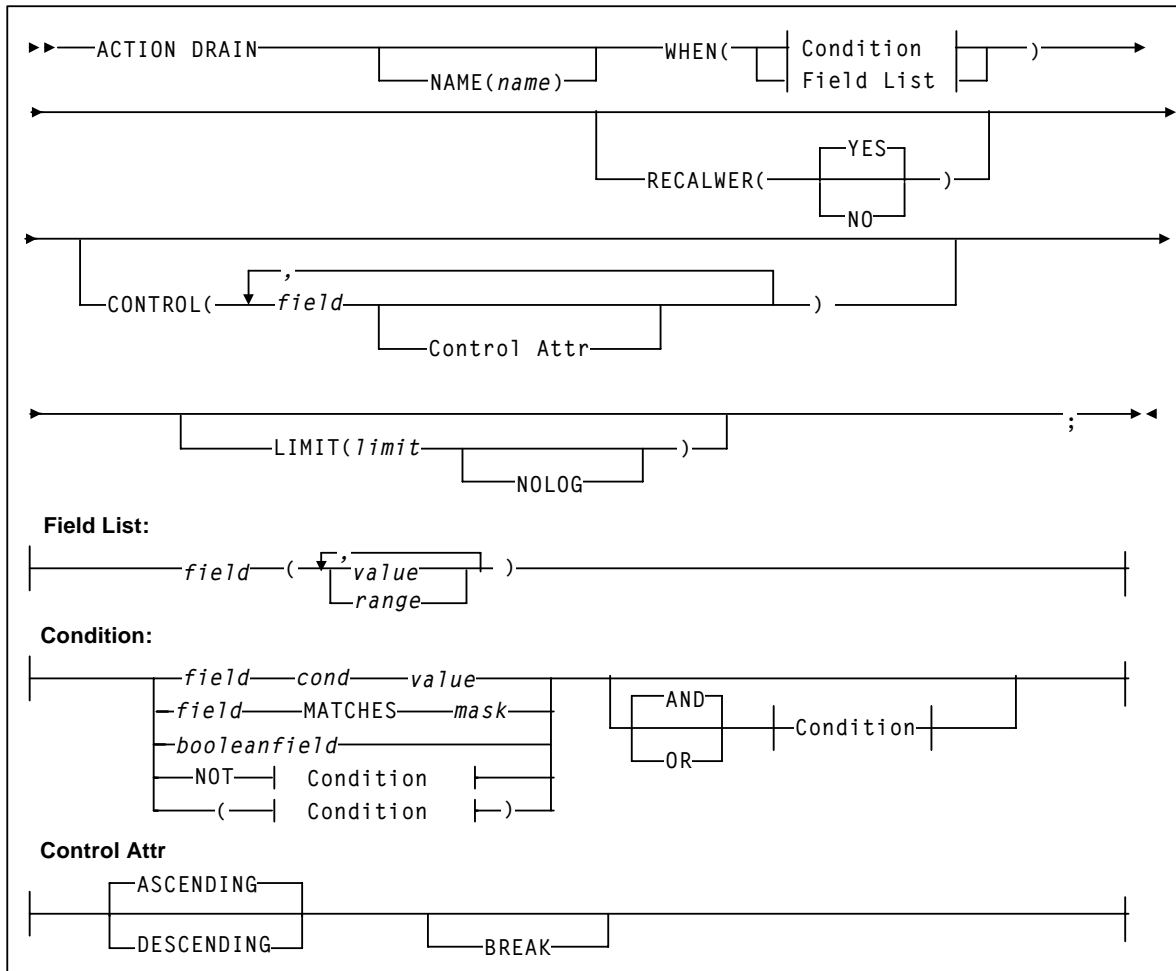 ACTION DRAIN NAME(name) WHEN( Condition )
Field List
RECALWER( YES )
NO
CONTROL( , field )
Control Attr
LIMIT(limit ) ;
NOLOG
Field List:
field ( , value )
range
Condition:
field cond value AND
field MATCHES mask OR Condition
booleanfield
NOT Condition
( Condition )
Control Attr
ASCENDING
DESCENDING BREAK